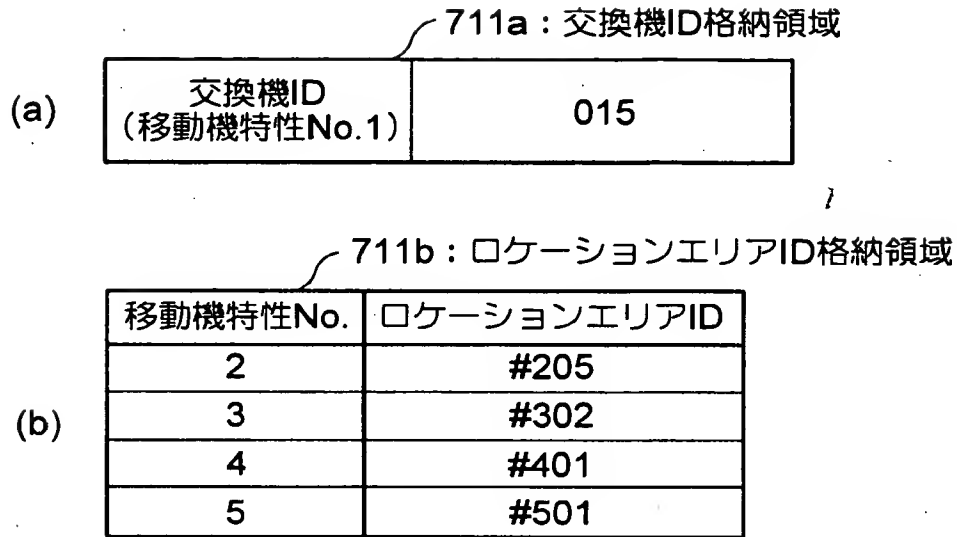 711a：交換機ID格納領域
(a)
交換機ID
（移動機特性No.1）
015
711b：ロケーションエリアID格納領域
(b)
移動機特性No. ロケーションエリアID
2 #205
3 #302
4 #401
5 #501